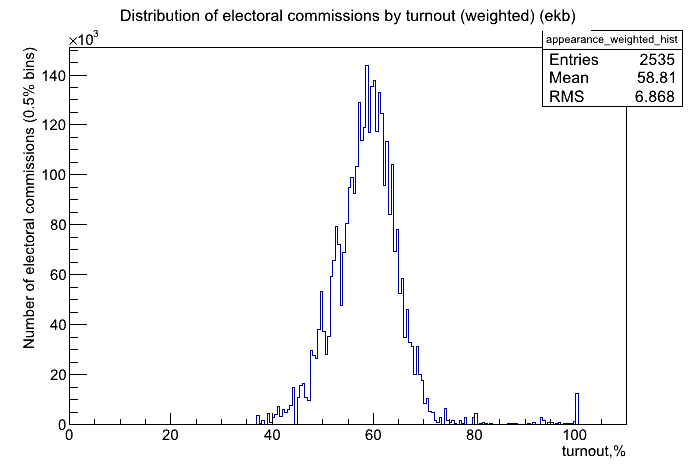 Distribution of electoral commissions by turnout (weighted) (ekb)
×10³
appearance_weighted_hist
Entries 2535
Mean 58.81
RMS 6.868
Number of electoral commissions (0.5% bins)
140
120
100
80
60
40
20
0
0 20 40 60 80 100
turnout,%